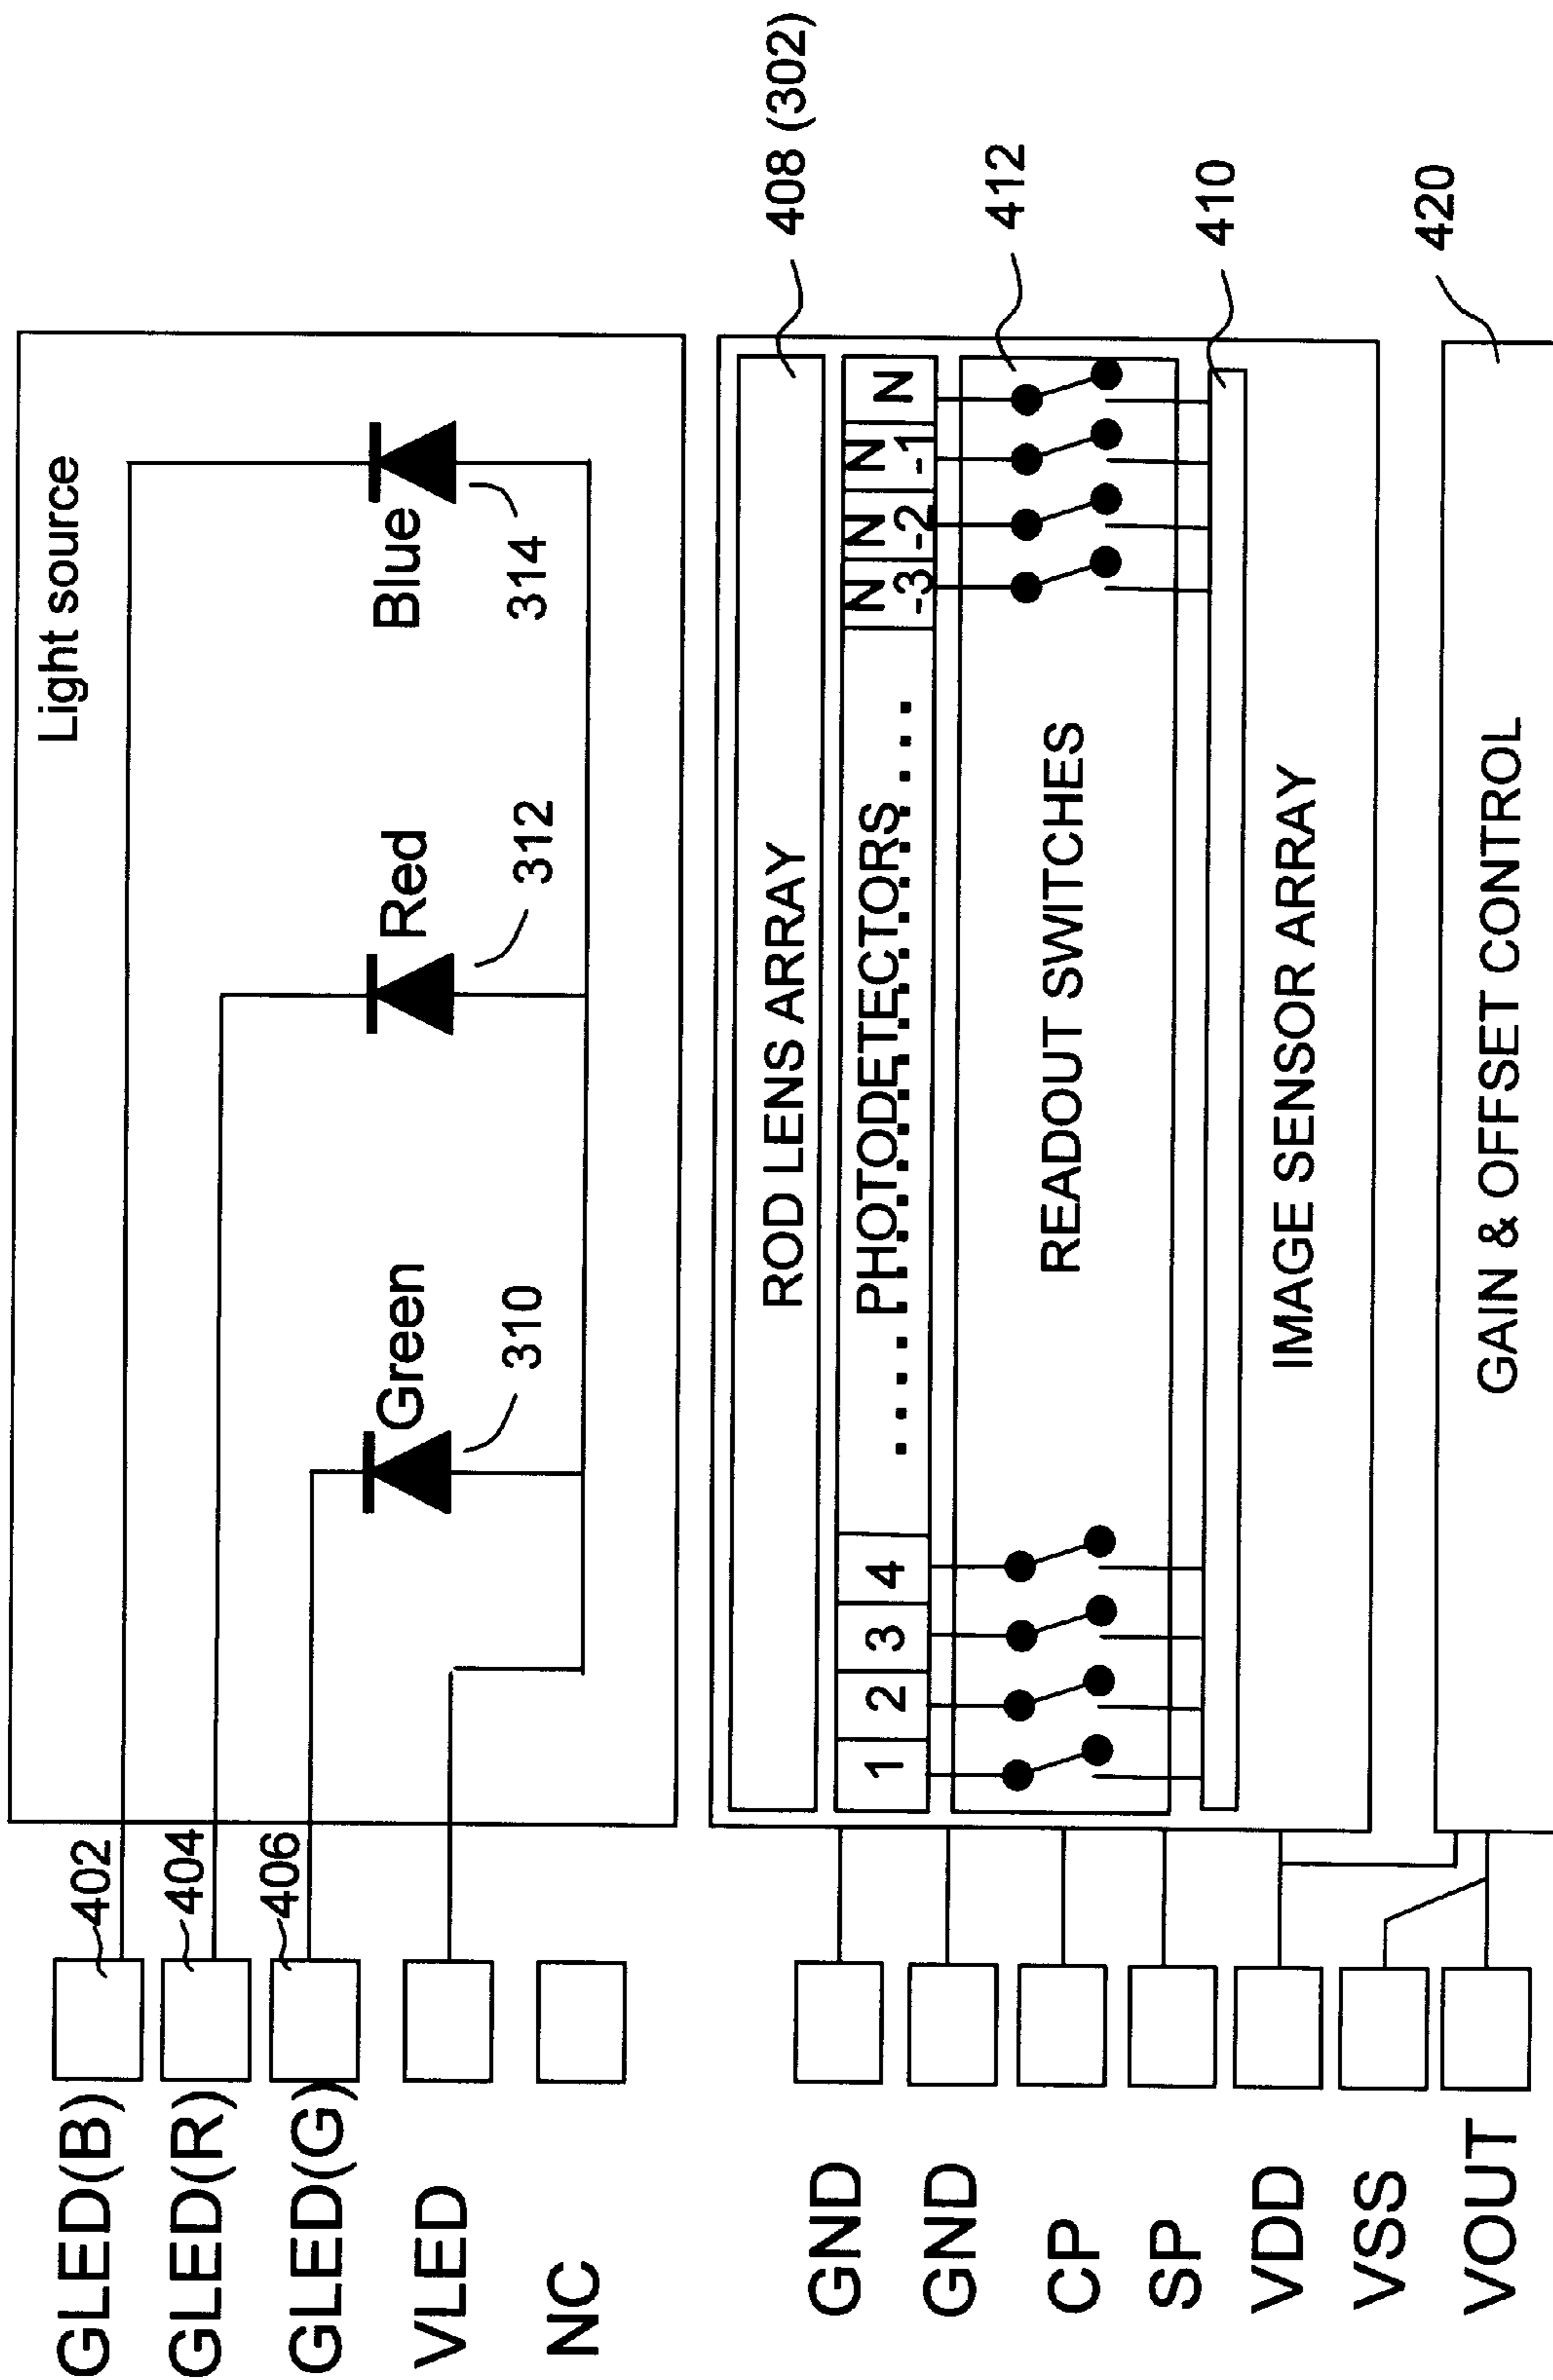 Light source
GLED(B)
402
GLED(R)
404
GLED(G)
406
VLED
NC
Green
310
Red
312
Blue
314
GND
GND
CP
SP
VDD
VSS
VOUT
ROD LENS ARRAY
408 (302)
1 2 3 4 PHOTODETECTORS N-3 N-2 N-1 N
READOUT SWITCHES
412
410
IMAGE SENSOR ARRAY
GAIN & OFFSET CONTROL
420